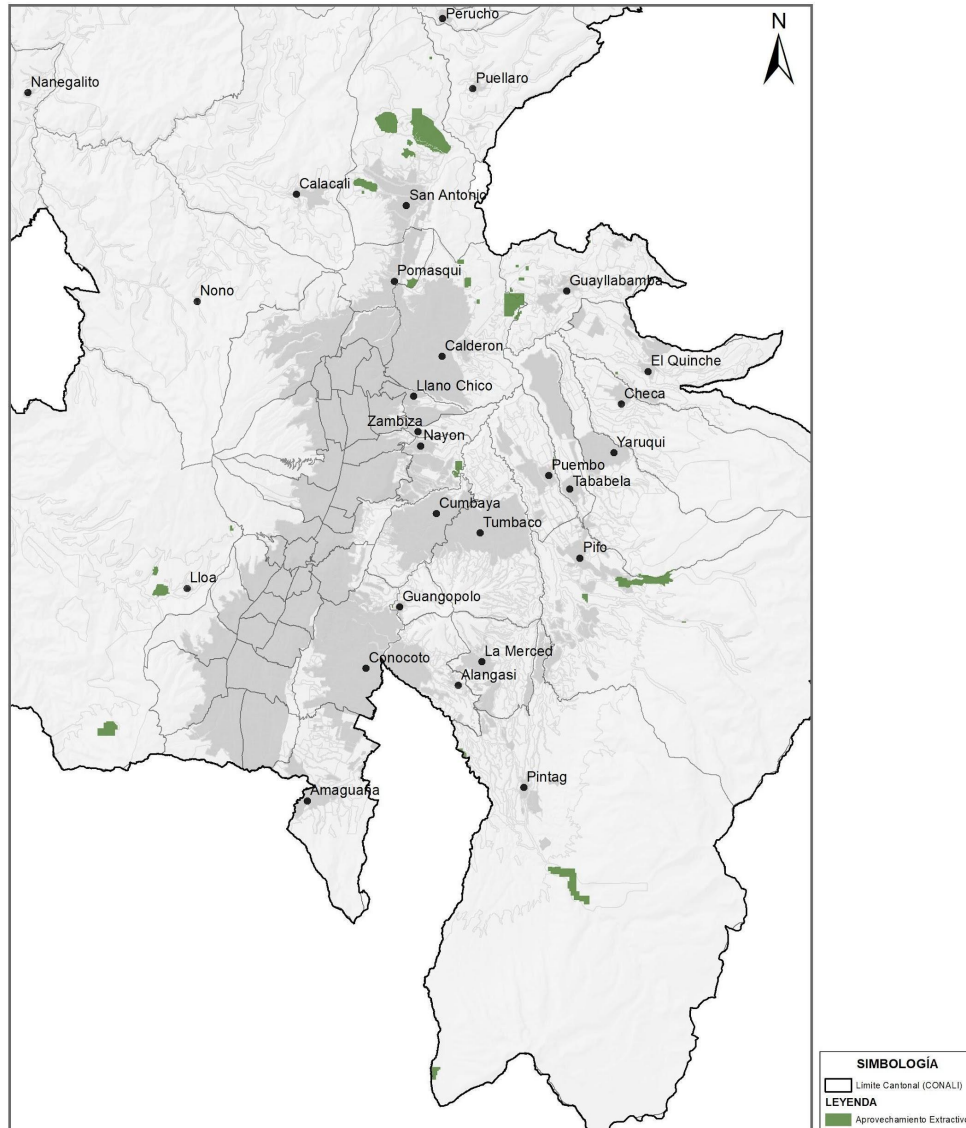 Perucho
N
Nanegalito
Puellaro
Calacali
San Antonio
Pomasqui
Guayllabamba
Nono
Calderon
El Quinche
Llano Chico
Checa
Zambiza
Nayon
Yaruqui
Puembo
Tababela
Cumbaya
Tumbaco
Pifo
Lloa
Guangopolo
La Merced
Conocoto
Alangasi
Pintag
Amaguaña
SIMBOLOGÍA
Límite Cantonal (CONALI)
LEYENDA
Aprovechamiento Extractivo